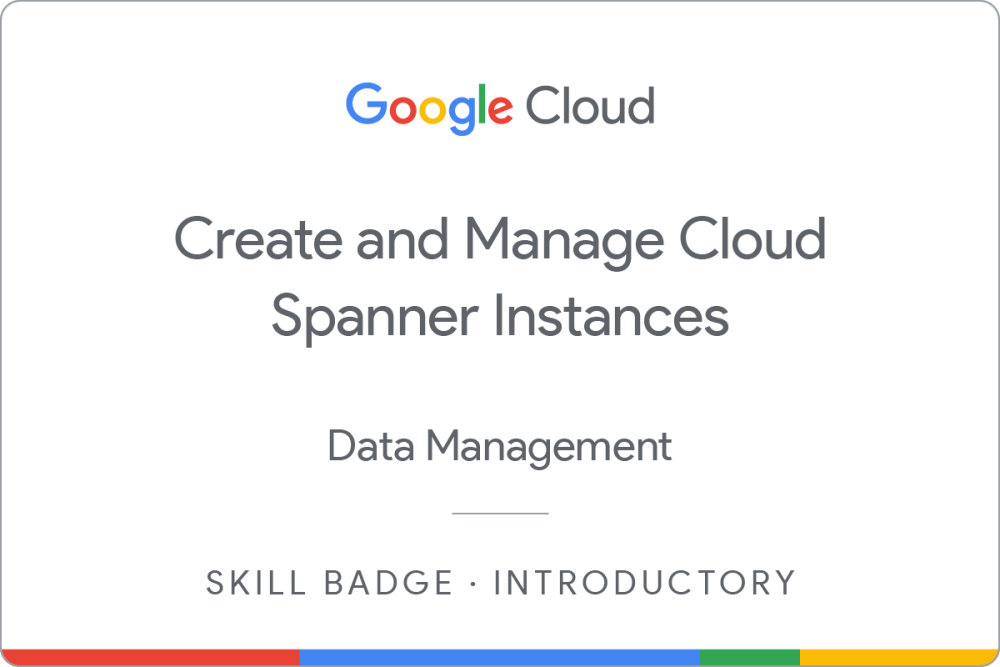 Google Cloud
Create and Manage Cloud
Spanner Instances
Data Management
SKILL BADGE · INTRODUCTORY